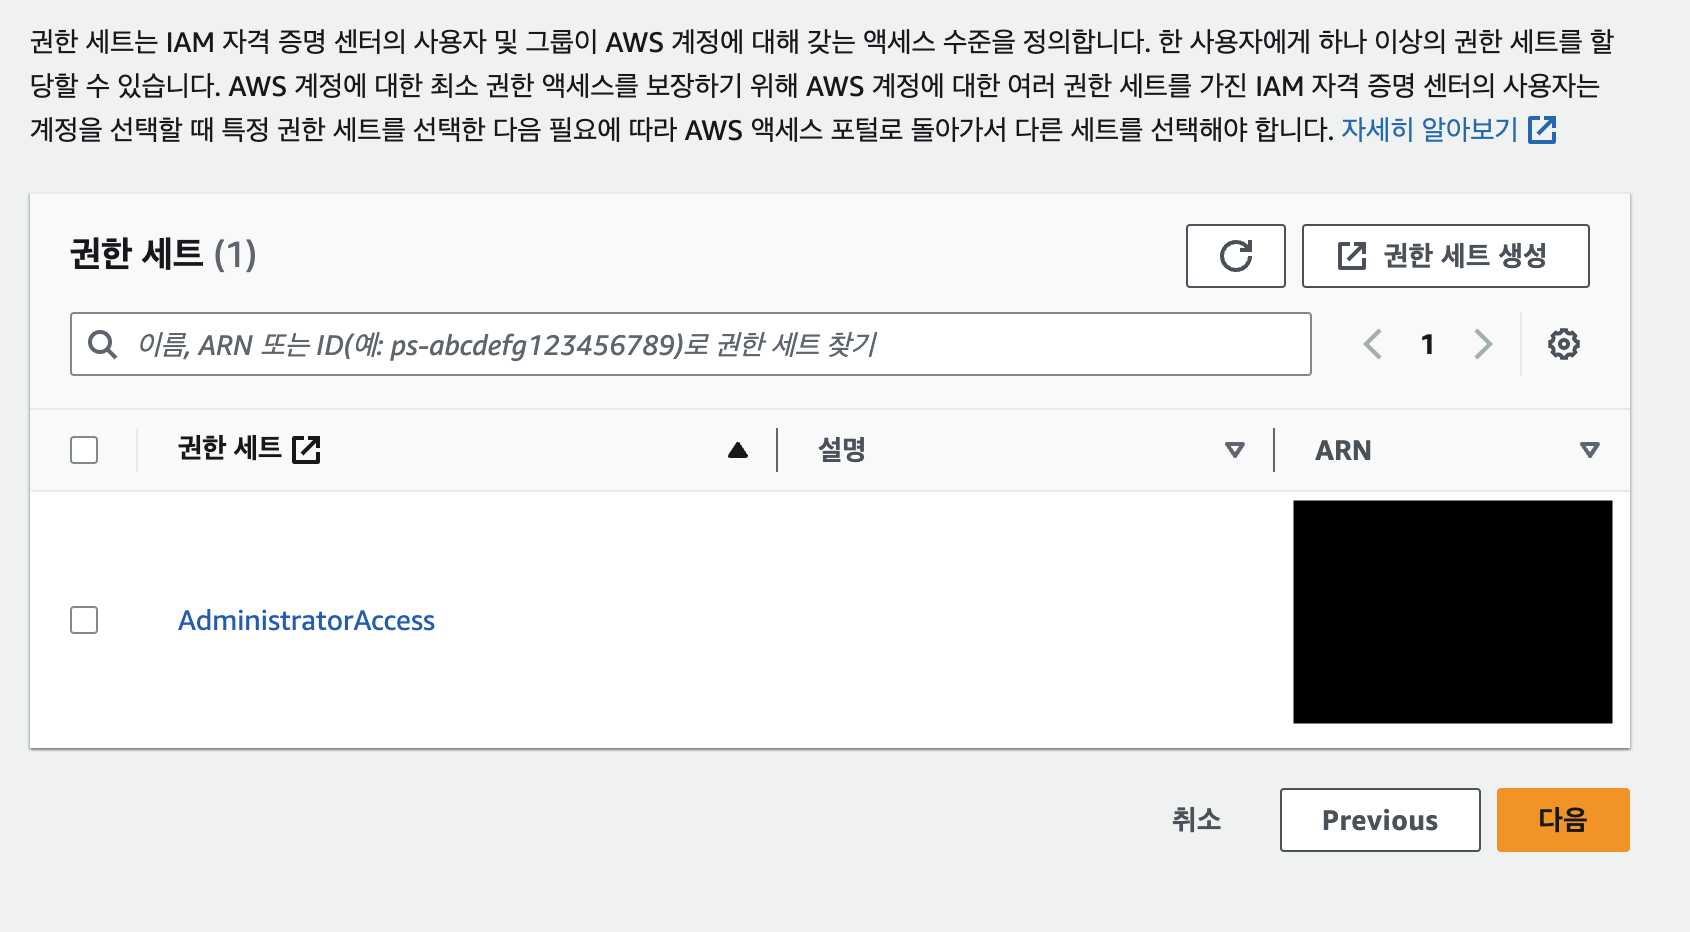 권한 세트는 IAM 자격 증명 센터의 사용자 및 그룹이 AWS 계정에 대해 갖는 액세스 수준을 정의합니다. 한 사용자에게 하나 이상의 권한 세트를 할
당할 수 있습니다. AWS 계정에 대한 최소 권한 액세스를 보장하기 위해 AWS 계정에 대한 여러 권한 세트를 가진 IAM 자격 증명 센터의 사용자는
계정을 선택할 때 특정 권한 세트를 선택한 다음 필요에 따라 AWS 액세스 포털로 돌아가서 다른 세트를 선택해야 합니다. 자세히 알아보기
권한 세트 (1)
권한 세트 생성
이름, ARN 또는 ID(예: ps-abcdefg123456789)로 권한 세트 찾기
1
권한 세트
설명
ARN
AdministratorAccess
취소
Previous
다음